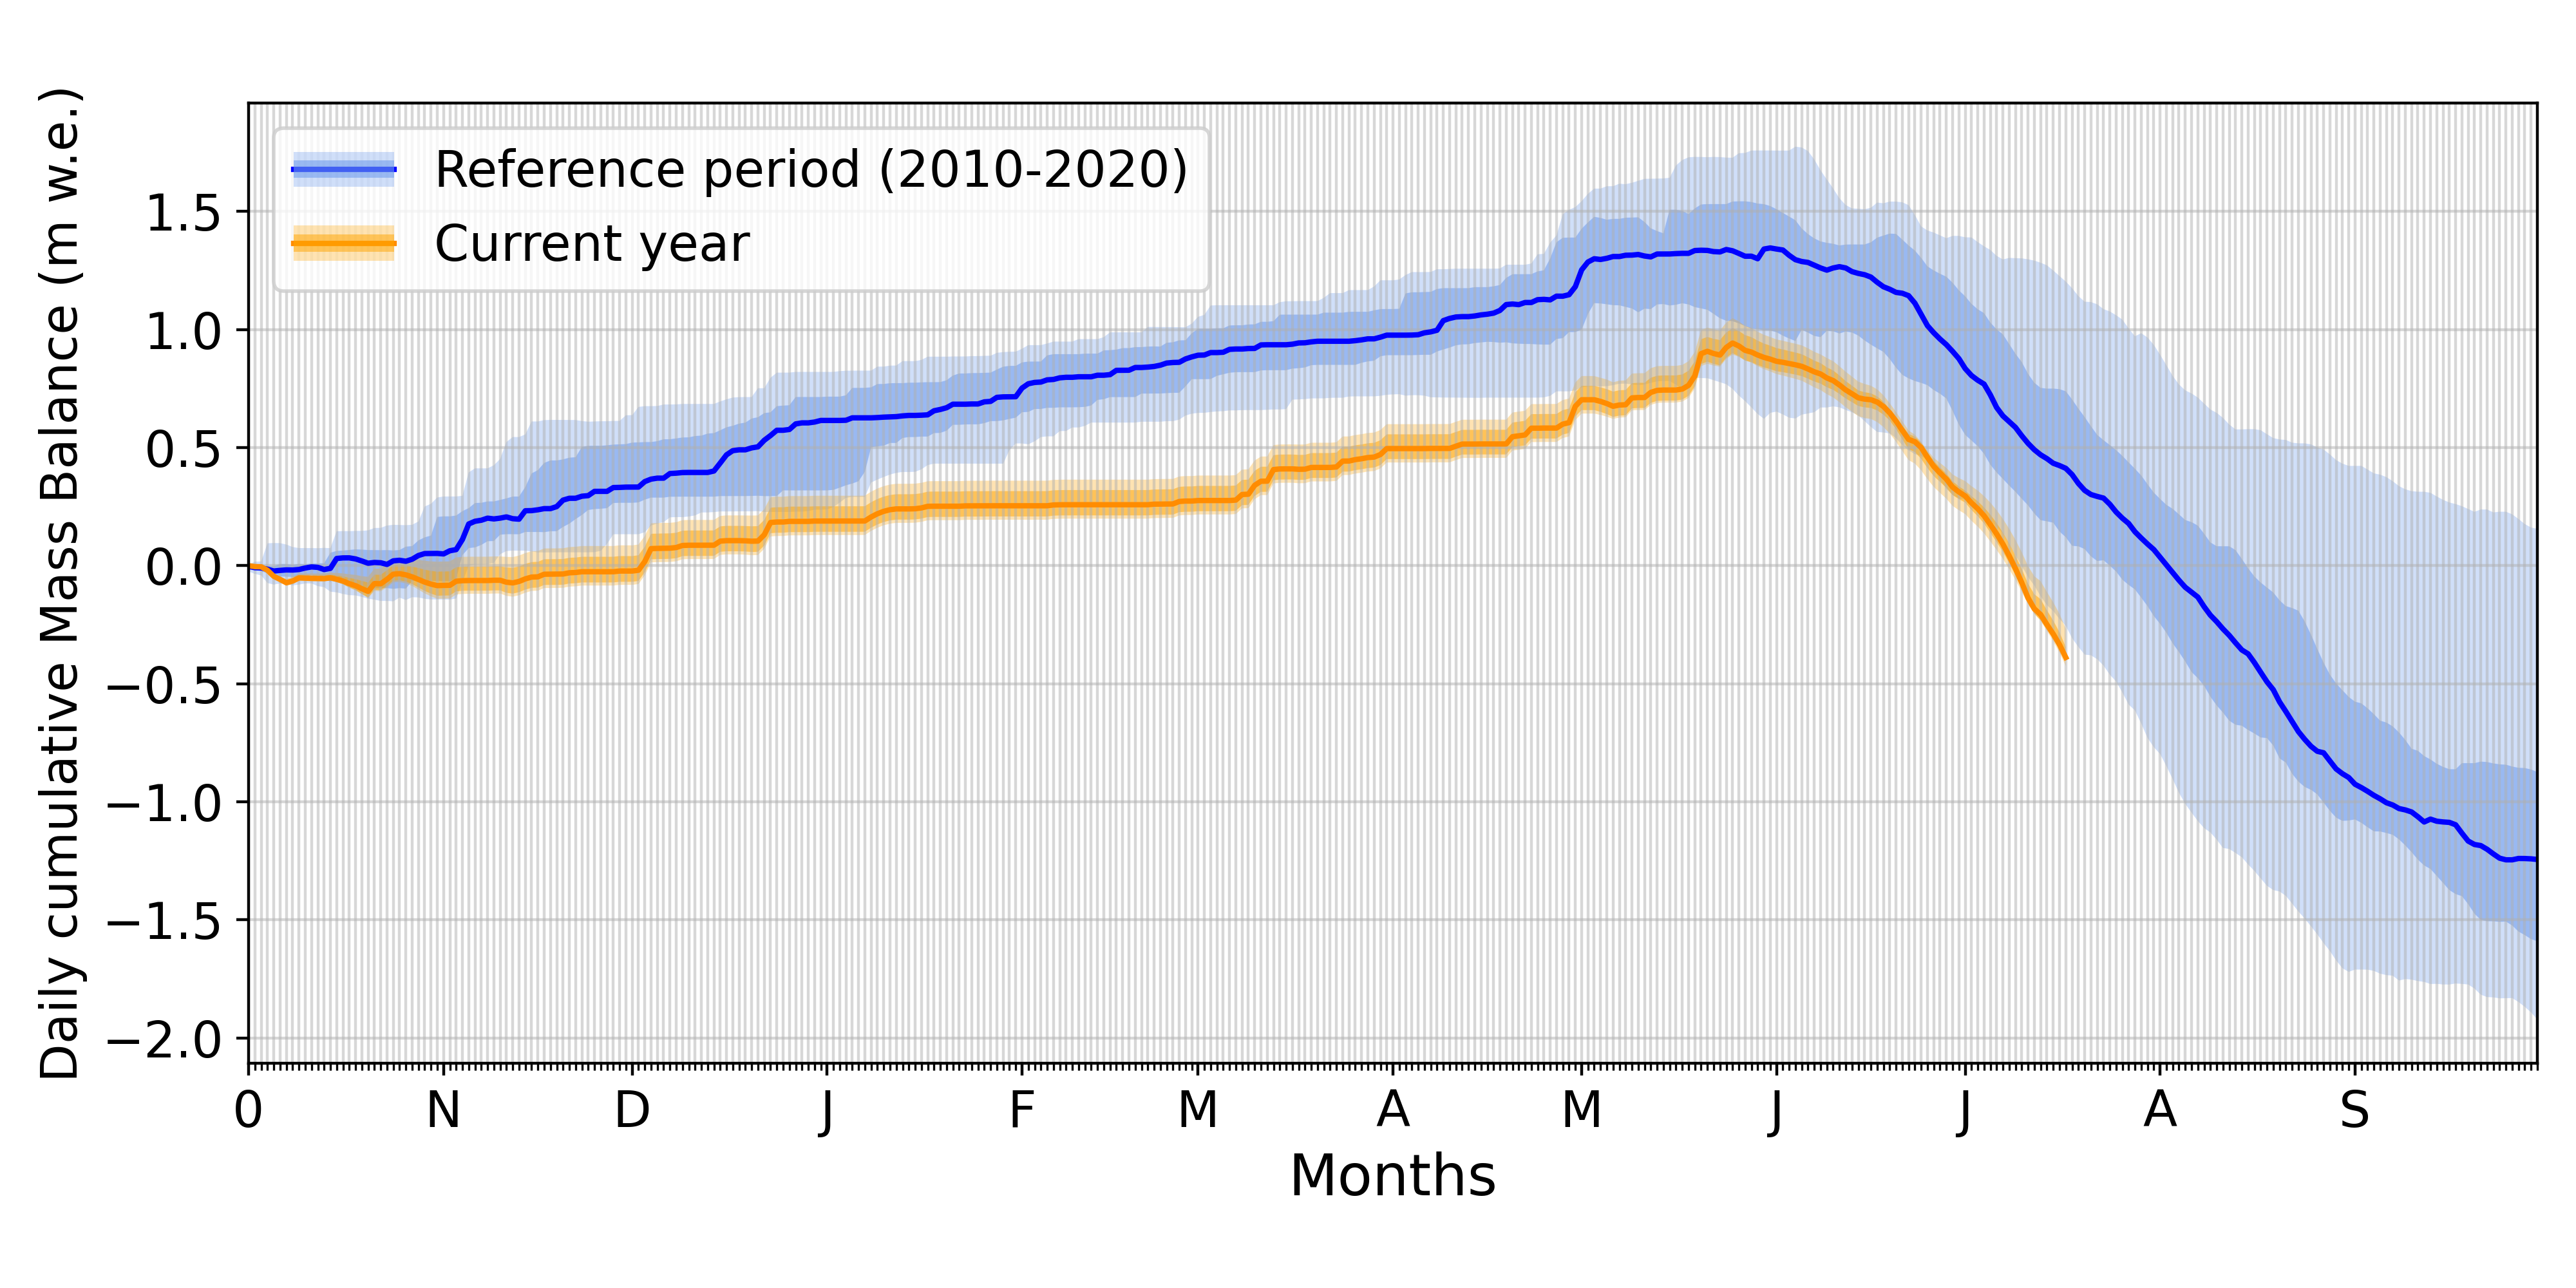 Daily cumulative Mass Balance (m w.e.)
Reference period (2010-2020)
Current year
1.5
1.0
0.5
0.0
−0.5
−1.0
−1.5
−2.0
0 N D J F M A M J J A S
Months